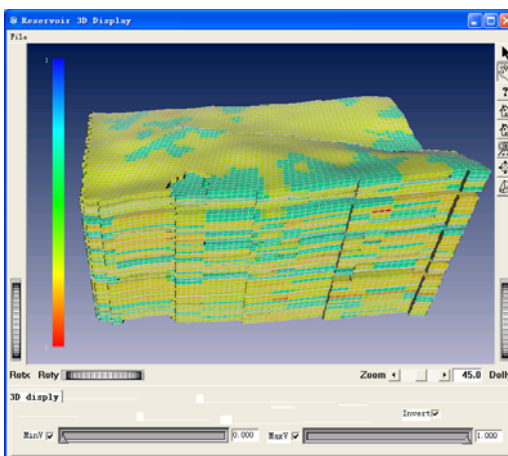 Reservoir 3D Display
File
1
?
Rotx Roty Zoom 45.0 Dolly
3D disply
Invert
MinV 0.000 MaxV 1.000